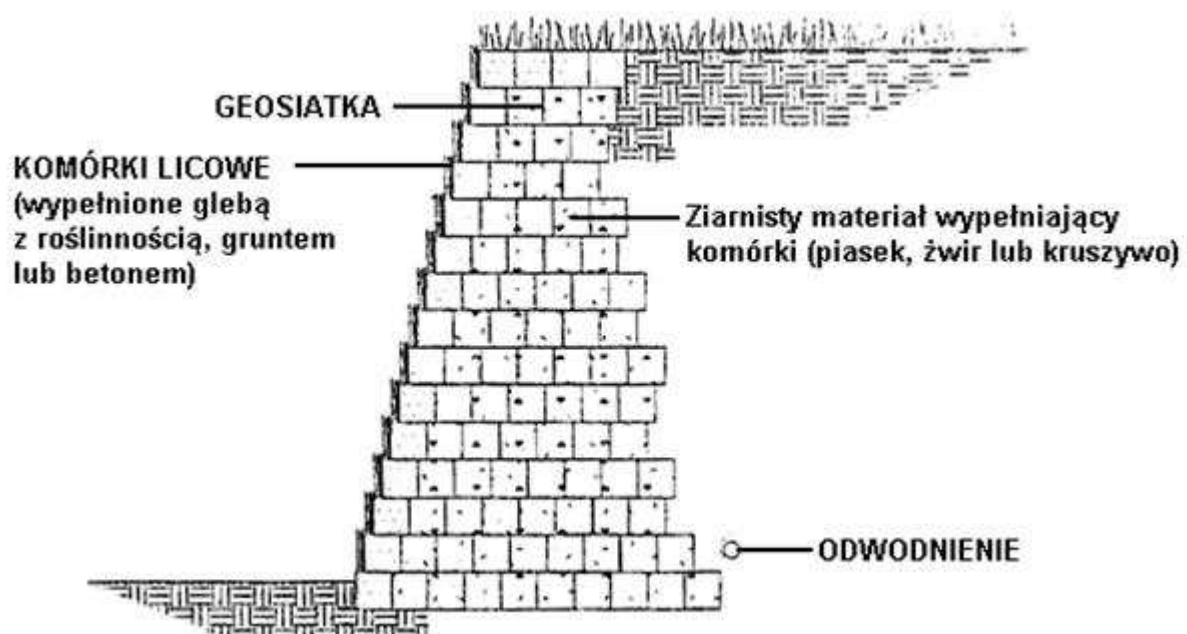 GEOSIATKA
KOMÓRKI LICOWE
(wypełnione glebą
z roślinnością, gruntem
lub betonem)
Ziarnisty materiał wypełniający
komórki (piasek, żwir lub kruszywo)
ODWODNIENIE